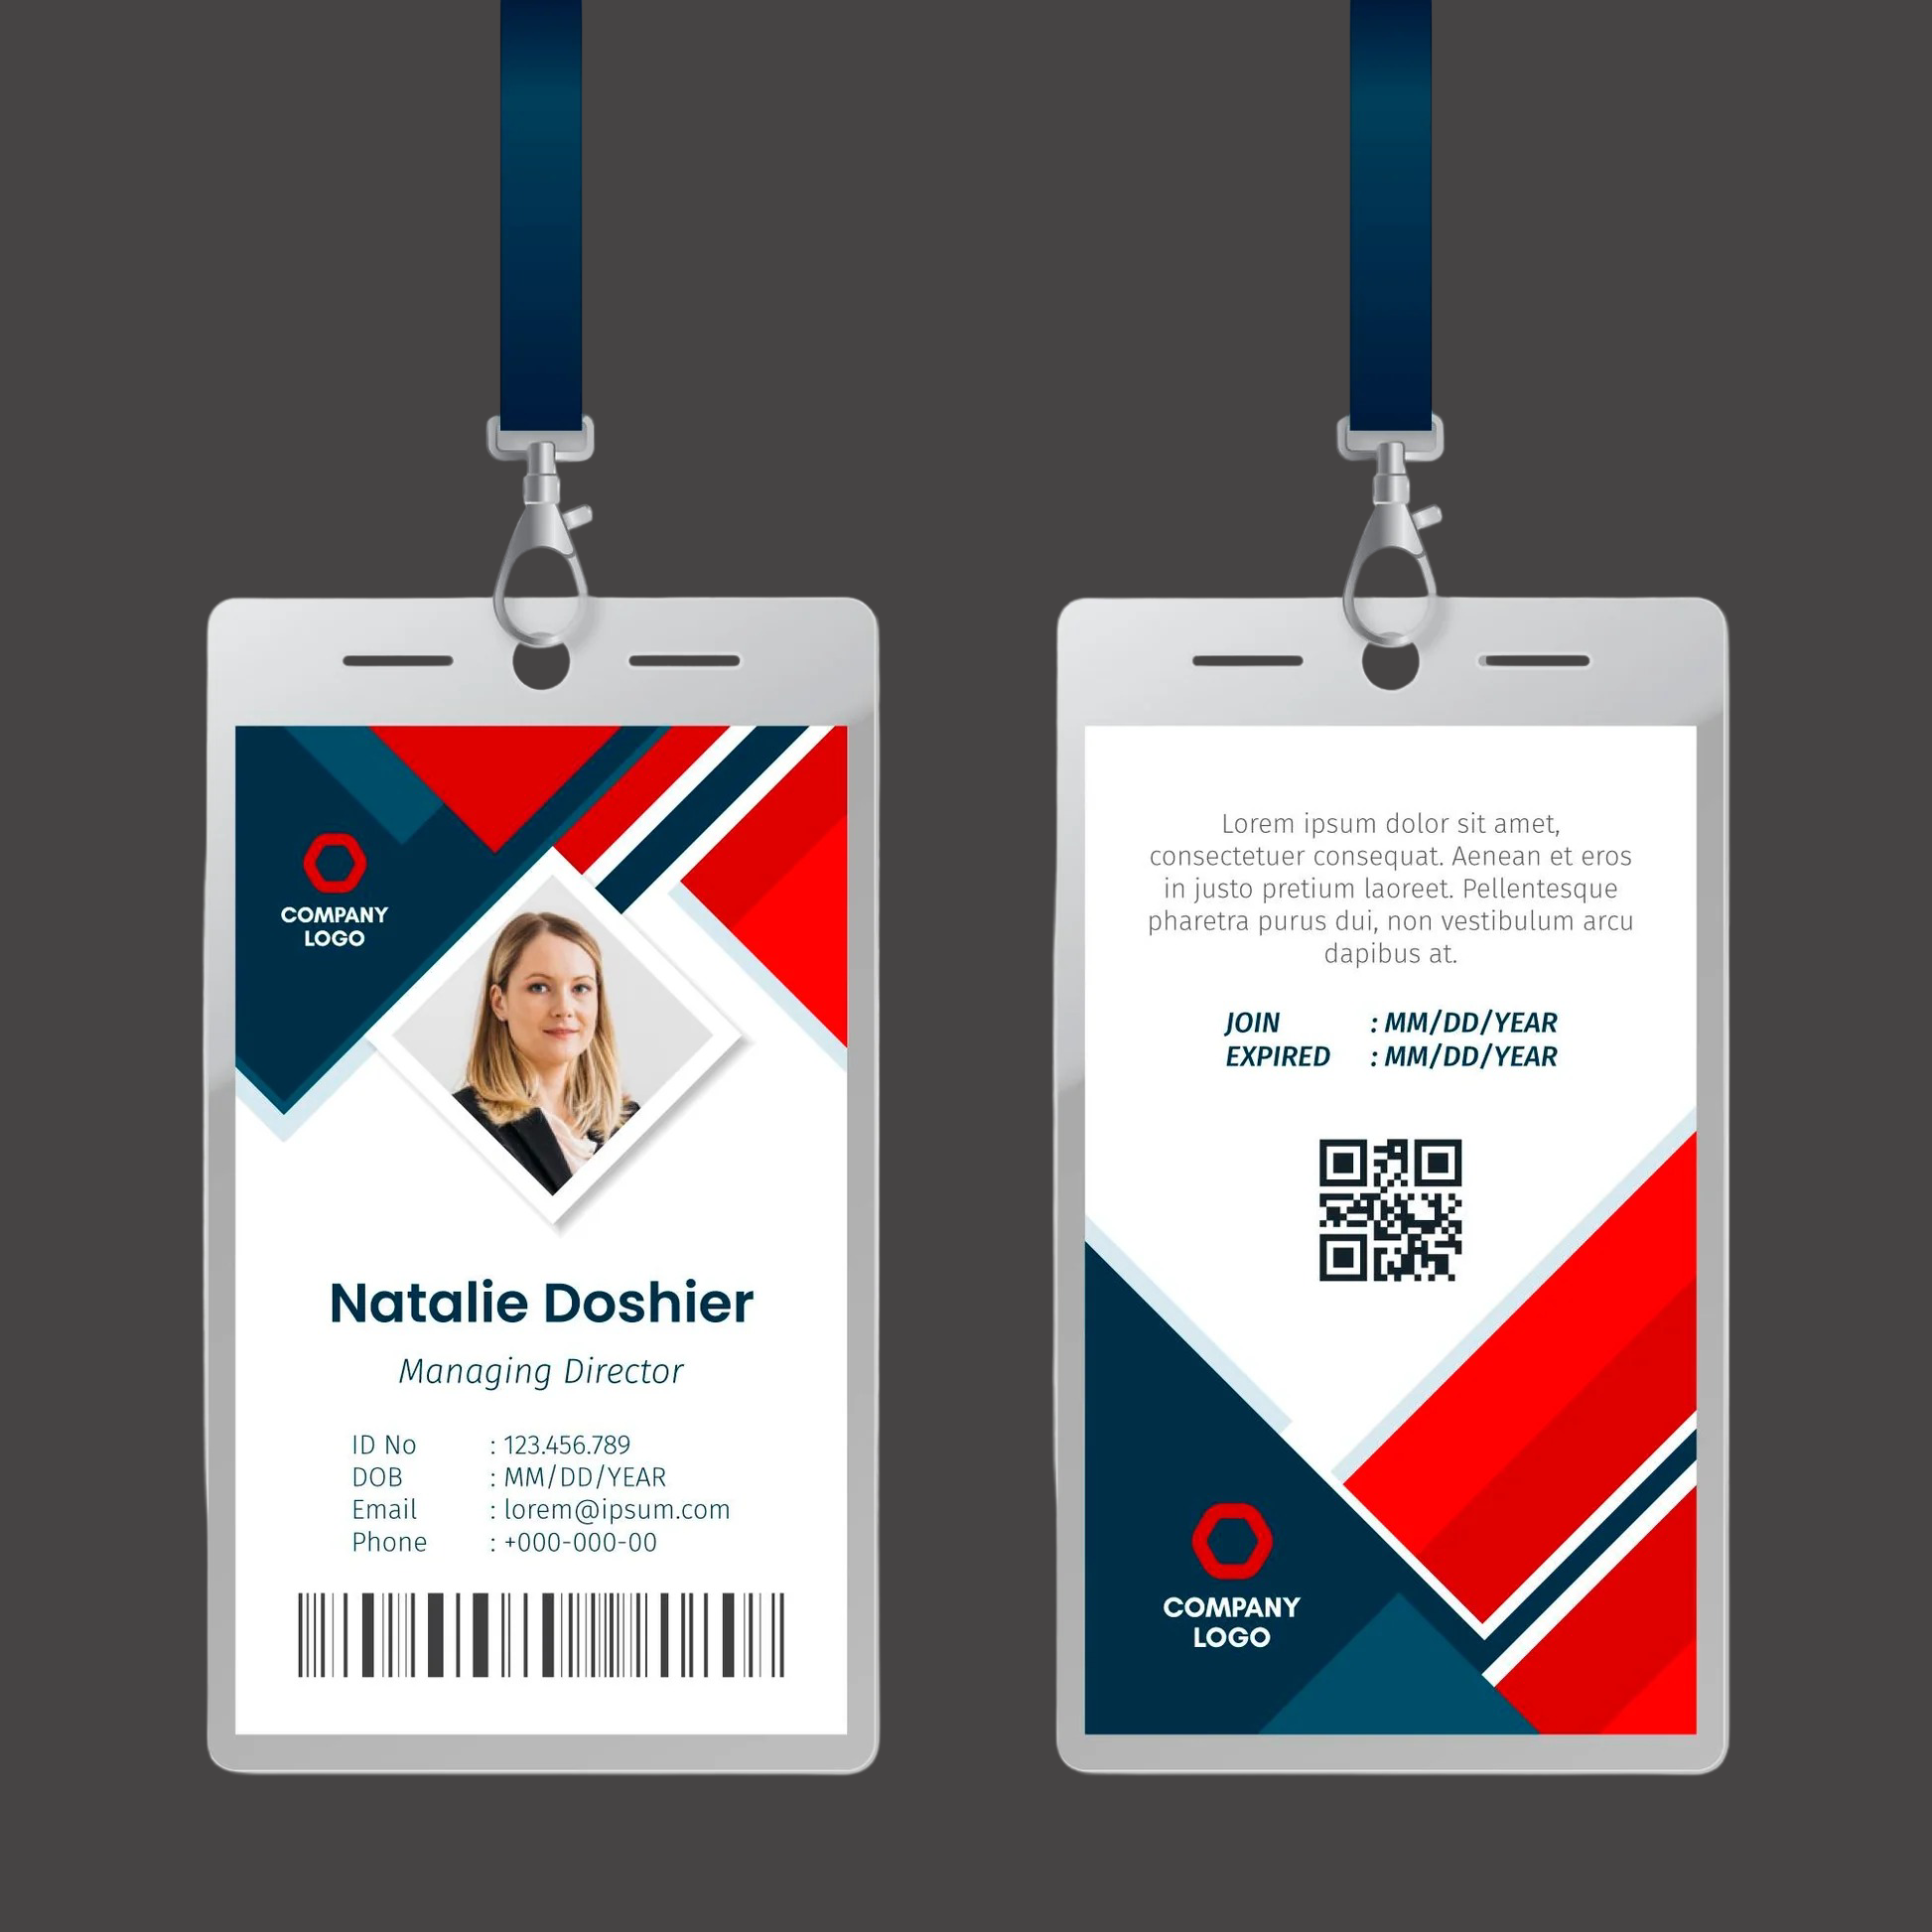 COMPANY
LOGO
Natalie Doshier
Managing Director
ID No : 123.456.789
DOB : MM/DD/YEAR
Email : lorem@ipsum.com
Phone : +000-000-00
Lorem ipsum dolor sit amet,
consectetuer consequat. Aenean et eros
in justo pretium laoreet. Pellentesque
pharetra purus dui, non vestibulum arcu
dapibus at.
JOIN : MM/DD/YEAR
EXPIRED : MM/DD/YEAR
COMPANY
LOGO